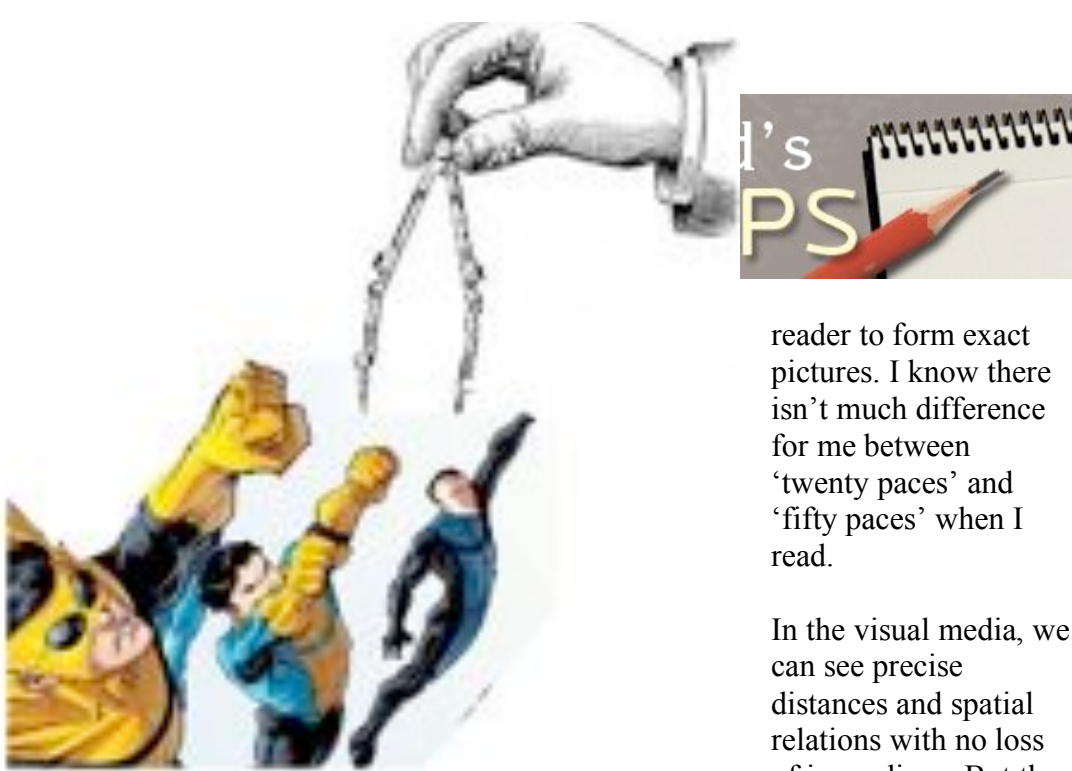 d's
PS
reader to form exact
pictures. I know there
isn't much difference
for me between
'twenty paces' and
'fifty paces' when I
read.
In the visual media, we
can see precise
distances and spatial
relations with no loss